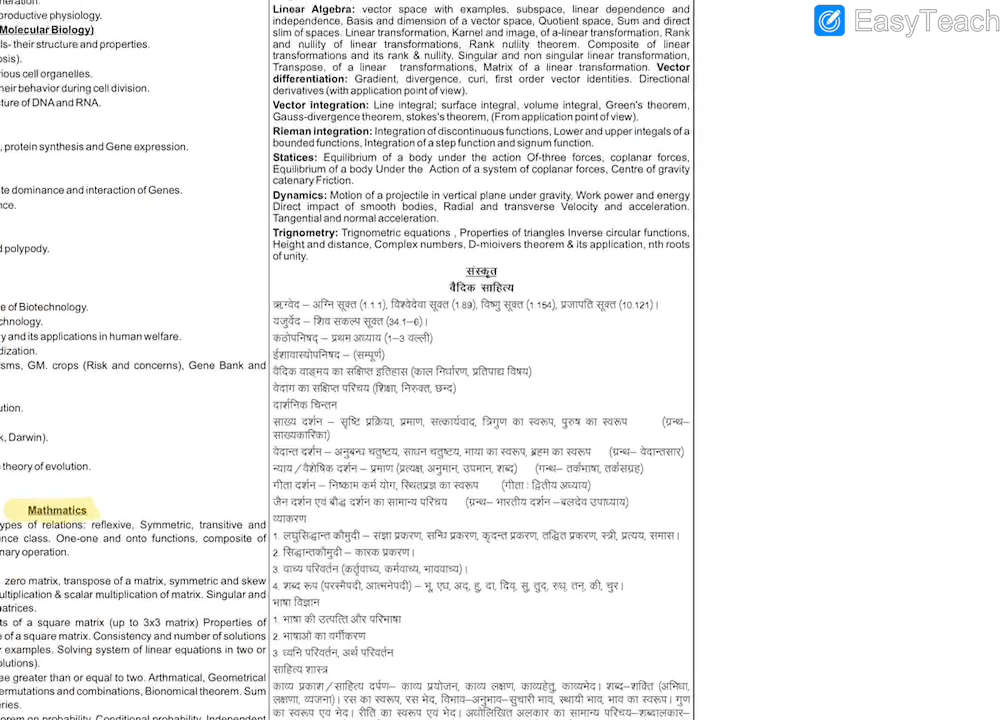 EasyTeach
productive physiology.
(Molecular Biology)
ls- their structure and properties.
osis).
rious cell organelles.
heir behavior during cell division.
ture of DNA and RNA.
, protein synthesis and Gene expression.
te dominance and interaction of Genes.
nce.
d polypody.
e of Biotechnology.
chnology.
y and its applications in human welfare.
dization.
sms, GM. crops (Risk and concerns), Gene Bank and
ution.
k, Darwin).
theory of evolution.
Mathmatics
ypes of relations: reflexive, Symmetric, transitive and
ence class. One-one and onto functions, composite of
nary operation.
zero matrix, transpose of a matrix, symmetric and skew
ultiplication & scalar multiplication of matrix. Singular and
atrices.
ts of a square matrix (up to 3x3 matrix) Properties of
e of a square matrix. Consistency and number of solutions
y examples. Solving system of linear equations in two or
olutions).
ee greater than or equal to two. Arthmatical, Geometrical
ermutations and combinations, Bionomial theorem. Sum
eries.
orem on probability, Conditional probability, Independent
Linear Algebra: vector space with examples, subspace, linear dependence and
independence, Basis and dimension of a vector space, Quotient space, Sum and direct
slim of spaces. Linear transformation, Karnel and image, of a-linear transformation, Rank
and nullity of linear transformations, Rank nullity theorem. Composite of linear
transformations and its rank & nullity. Singular and non singular linear transformation,
Transpose, of a linear transformations, Matrix of a linear transformation. Vector
differentiation: Gradient, divergence, curi, first order vector identities. Directional
derivatives (with application point of view).
Vector integration: Line integral; surface integral, volume integral, Green's theorem,
Gauss-divergence theorem, stokes's theorem, (From application point of view).
Rieman integration: Integration of discontinuous functions, Lower and upper integals of a
bounded functions, Integration of a step function and signum function.
Statices: Equilibrium of a body under the action Of-three forces, coplanar forces,
Equilibrium of a body Under the Action of a system of coplanar forces, Centre of gravity
catenary Friction.
Dynamics: Motion of a projectile in vertical plane under gravity, Work power and energy
Direct impact of smooth bodies, Radial and transverse Velocity and acceleration.
Tangential and normal acceleration.
Trignometry: Trignometric equations , Properties of triangles Inverse circular functions,
Height and distance, Complex numbers, D-mioivers theorem & its application, nth roots
of unity.
संस्कृत
वैदिक साहित्य
ऋग्वेद – अग्नि सूक्त (1.1.1), विश्वेदेवा सूक्त (1.89), विष्णु सूक्त (1 154), प्रजापति सूक्त (10.121)।
यजुर्वेद – शिव संकल्प सूक्त (34.1–6)।
कठोपनिषद् – प्रथम अध्याय (1–3 वल्ली)
ईशावास्योपनिषद – (सम्पूर्ण)
वैदिक वाङ्मय का संक्षिप्त इतिहास (काल निर्धारण, प्रतिपाद्य विषय)
वेदाग का सक्षिप्त परिचय (शिक्षा, निरुक्त, छन्द)
दार्शनिक चिन्तन
साख्य दर्शन – सृष्टि प्रक्रिया, प्रमाण, सत्कार्यवाद, त्रिगुण का स्वरूप, पुरुष का स्वरूप (ग्रन्थ–
साख्यकारिका)
वेदान्त दर्शन – अनुबन्ध चतुष्टय, साधन चतुष्टय, माया का स्वरूप, ब्रहम का स्वरूप (ग्रन्थ– वेदान्तसार)
न्याय / वैशेषिक दर्शन – प्रमाण (प्रत्यक्ष, अनुमान, उपमान, शब्द) (गन्थ– तर्कभाषा, तर्कसंग्रह)
गीता दर्शन – निष्काम कर्म योग, स्थितप्रज्ञ का स्वरूप (गीता : द्वितीय अध्याय)
जैन दर्शन एवं बौद्ध दर्शन का सामान्य परिचय (ग्रन्थ– भारतीय दर्शन –बलदेव उपाध्याय)
व्याकरण
1. लघुसिद्धान्त कौमुदी – संज्ञा प्रकरण, सन्धि प्रकरण, कृदन्त प्रकरण, तद्धित प्रकरण, स्त्री, प्रत्यय, समास।
2. सिद्धान्तकौमुदी – कारक प्रकरण।
3. वाच्य परिवर्तन (कर्तृवाच्य, कर्मवाच्य, भाववाच्य)।
4. शब्द रूप (परस्मैपदी, आत्मनेपदी) – भू, एध, अद्, हु, दा, दिव्, सु, तुद, रुध्, तन्, की, चुर।
भाषा विज्ञान
1. भाषा की उत्पत्ति और परिभाषा
2. भाषाओ का वर्गीकरण
3 ध्वनि परिवर्तन, अर्थ परिवर्तन
साहित्य शास्त्र
काव्य प्रकाश / साहित्य दर्पण– काव्य प्रयोजन, काव्य लक्षण, काव्यहेतु, काव्यभेद। शब्द–शक्ति (अभिधा,
लक्षणा, व्यजना)। रस का स्वरूप, रस भेद, विभाव–अनुभाव–सुचारी भाव, स्थायी भाव, भाव का स्वरूप। गुण
का स्वरूप एवं भेद। रीति का स्वरूप एवं भेद। अधोलिखित अलकार का सामान्य परिचय–शब्दालकार–